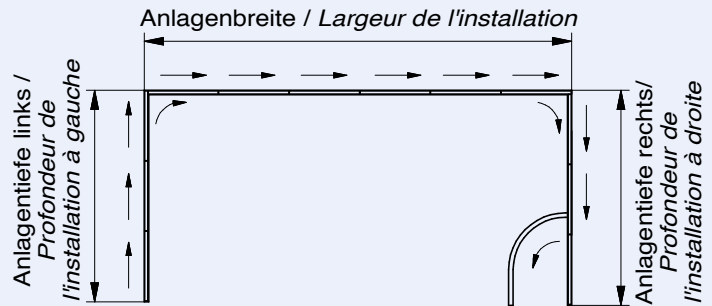 Anlagenbreite / Largeur de l'installation
Anlagentiefe links /
Profondeur de
l'installation à gauche
Anlagentiefe rechts/
Profondeur de
l'installation à droite